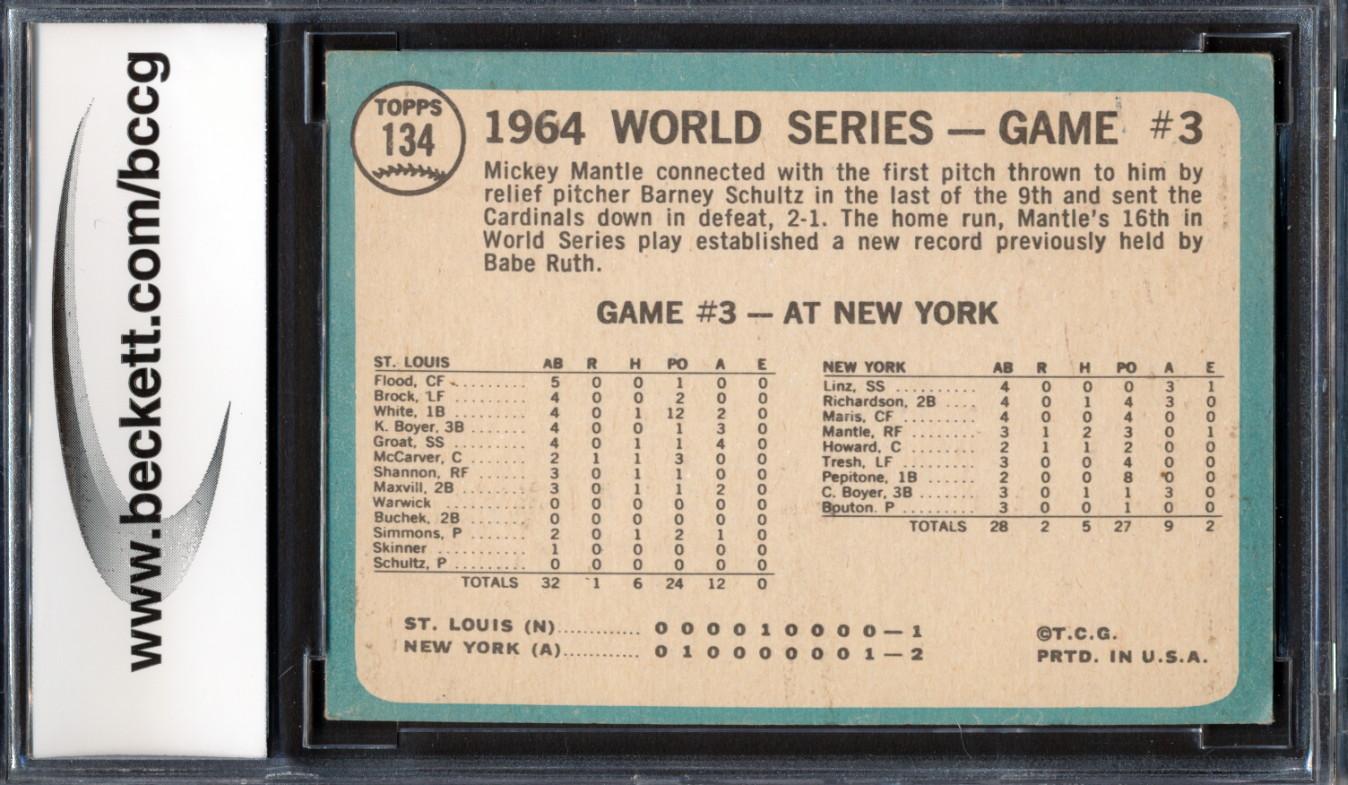 www.beckett.com/bccg
TOPPS
134
1964 WORLD SERIES — GAME #3
Mickey Mantle connected with the first pitch thrown to him by
relief pitcher Barney Schultz in the last of the 9th and sent the
Cardinals down in defeat, 2-1. The home run, Mantle's 16th in
World Series play established a new record previously held by
Babe Ruth.
GAME #3 — AT NEW YORK
ST. LOUIS AB R H PO A E
Flood, CF .......... 5 0 0 1 0 0
Brock, LF .......... 4 0 0 2 0 0
White, 1B .......... 4 0 1 12 2 0
K. Boyer, 3B ........ 4 0 0 1 3 0
Groat, SS .......... 4 0 1 1 4 0
McCarver, C ....... 2 1 1 3 0 0
Shannon, RF ....... 3 0 1 1 0 0
Maxvill, 2B ......... 3 0 1 1 2 0
Warwick ........... 0 0 0 0 0 0
Buchek, 2B ........ 0 0 0 0 0 0
Simmons, P ........ 2 0 1 2 1 0
Skinner ............ 1 0 0 0 0 0
Schultz, P .......... 0 0 0 0 0 0
TOTALS 32 1 6 24 12 0
NEW YORK AB R H PO A E
Linz, SS .......... 4 0 0 0 3 1
Richardson, 2B .... 4 0 1 4 3 0
Maris, CF ......... 4 0 0 4 0 0
Mantle, RF ........ 3 1 2 3 0 1
Howard, C ........ 2 1 1 2 0 0
Tresh, LF ......... 3 0 0 4 0 0
Pepitone, 1B ...... 2 0 0 8 0 0
C. Boyer, 3B ....... 3 0 1 1 3 0
Bouton. P ......... 3 0 0 1 0 0
TOTALS 28 2 5 27 9 2
ST. LOUIS (N)............ 0 0 0 0 1 0 0 0 0 — 1
NEW YORK (A)........... 0 1 0 0 0 0 0 0 1 — 2
©T.C.G.
PRTD. IN U.S.A.